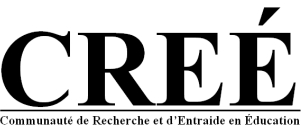 CREÉ
Communauté de Recherche et d'Entraide en Éducation